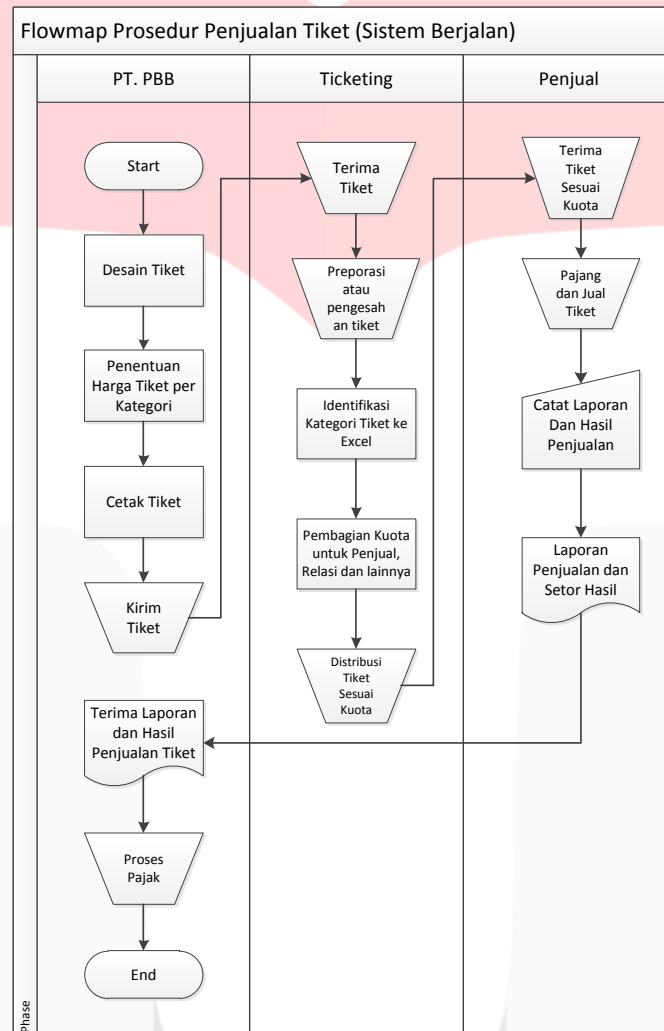 Flowmap Prosedur Penjualan Tiket (Sistem Berjalan)
PT. PBB
Ticketing
Penjual
Start
Desain Tiket
Penentuan
Harga Tiket per
Kategori
Cetak Tiket
Kirim
Tiket
Terima Laporan
dan Hasil
Penjualan Tiket
Proses
Pajak
End
Terima
Tiket
Preporasi
atau
pengesah
an tiket
Identifikasi
Kategori Tiket ke
Excel
Pembagian Kuota
untuk Penjual,
Relasi dan lainnya
Distribusi
Tiket
Sesuai
Kuota
Terima
Tiket
Sesuai
Kuota
Pajang
dan Jual
Tiket
Catat Laporan
Dan Hasil
Penjualan
Laporan
Penjualan dan
Setor Hasil
Phase